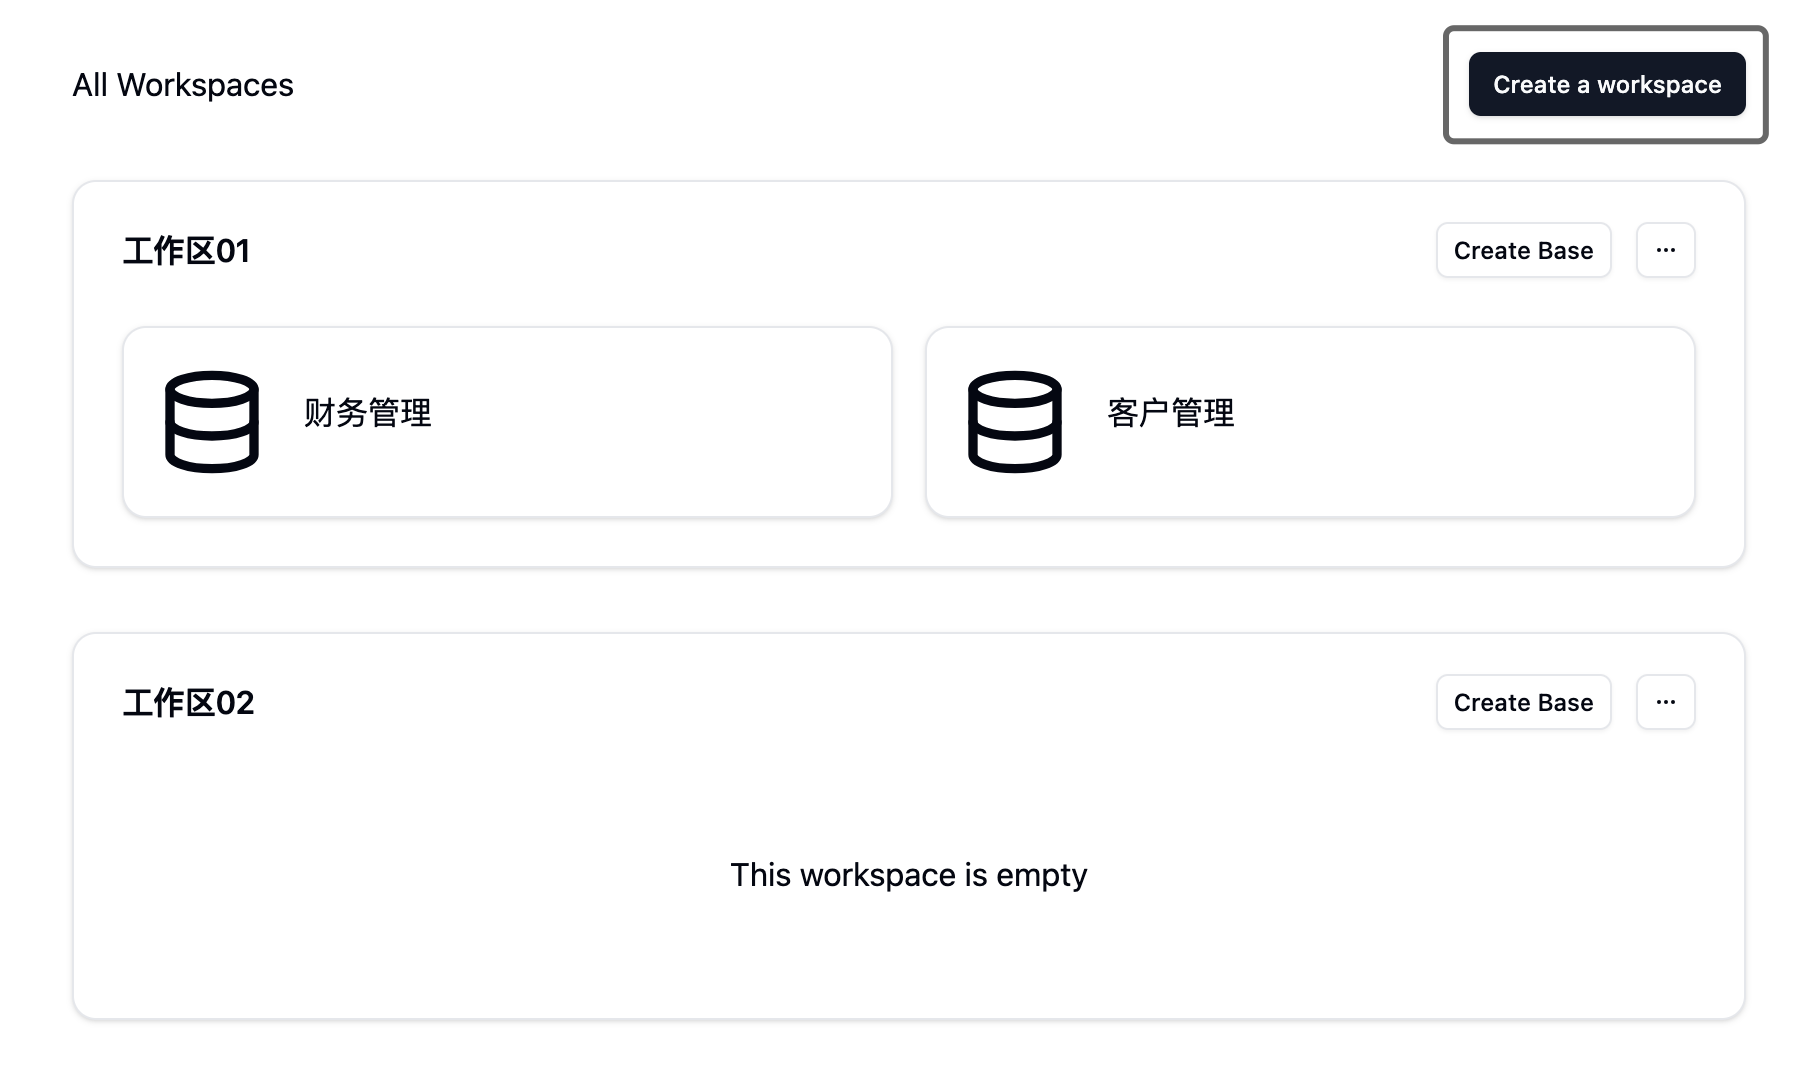 All Workspaces
Create a workspace
工作区01
Create Base
...
财务管理
客户管理
工作区02
Create Base
...
This workspace is empty